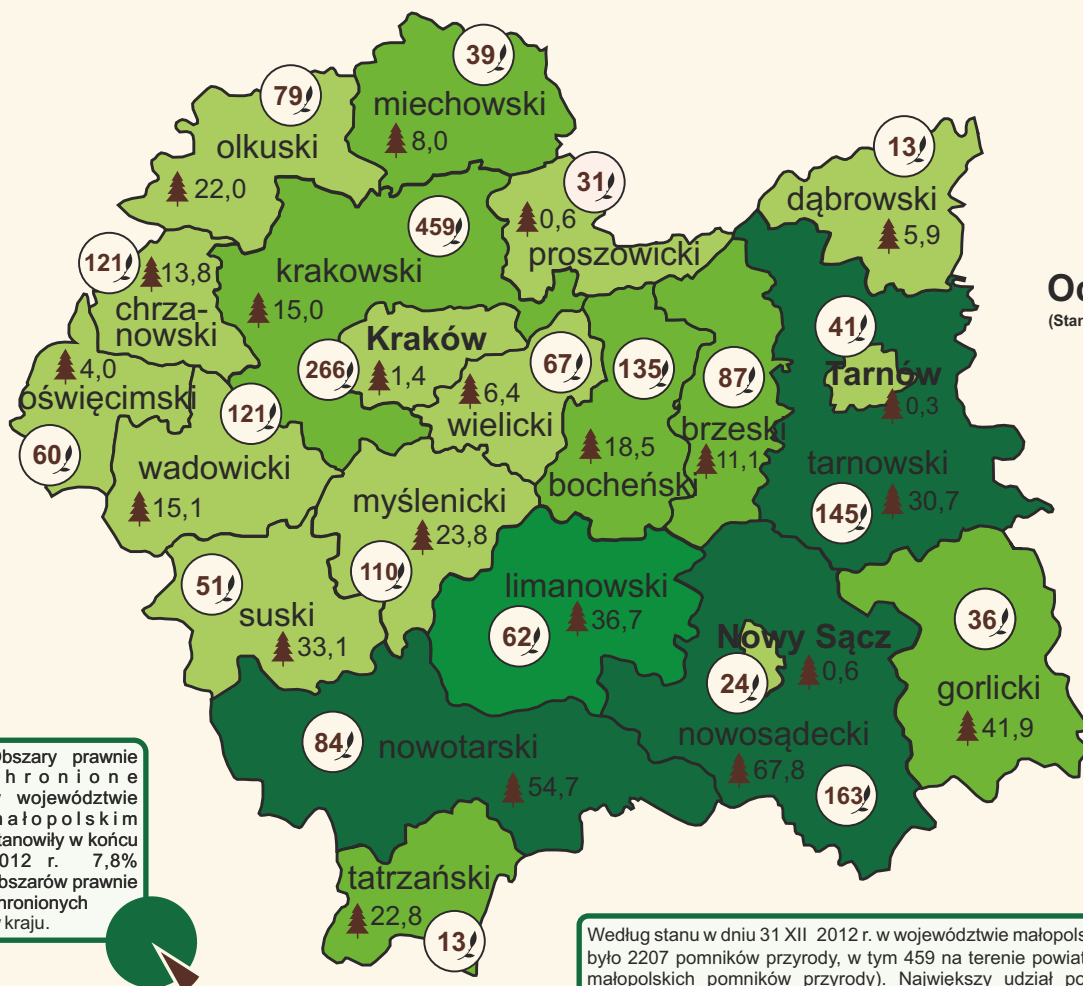 39
miechowski
8,0
79
olkuski
22,0
13
dąbrowski
5,9
31
0,6
proszowicki
459
krakowski
15,0
121
13,8
chrza-
nowski
Kraków
266
1,4
4,0
oświęcimski
60
121
wadowicki
15,1
67
6,4
wielicki
135
18,5
bocheński
87
brzeski
11,1
41
Tarnów
0,3
tarnowski
145
30,7
myślenicki
23,8
110
51
suski
33,1
limanowski
36,7
62
Nowy Sącz
24
0,6
nowosądecki
67,8
163
36
gorlicki
41,9
84
nowotarski
54,7
tatrzański
22,8
13
(Stan
prawnie
województwie
w końcu
7,8%
prawnie
kraju.
Według stanu w dniu 31 XII 2012 r. w województwie
było 2207 pomników przyrody, w tym 459 na terenie
małopolskich pomników przyrody). Największy udział